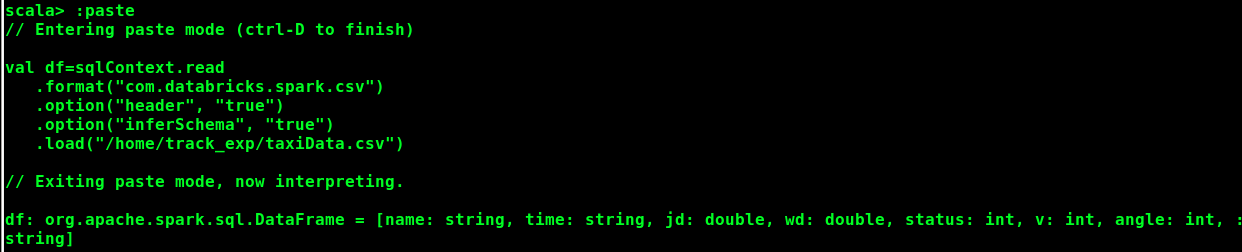 scala> :paste
// Entering paste mode (ctrl-D to finish)
val df=sqlContext.read
.format("com.databricks.spark.csv")
.option("header", "true")
.option("inferSchema", "true")
.load("/home/track_exp/taxiData.csv")
// Exiting paste mode, now interpreting.
df: org.apache.spark.sql.DataFrame = [name: string, time: string, jd: double, wd: double, status: int, v: int, angle: int, :
string]